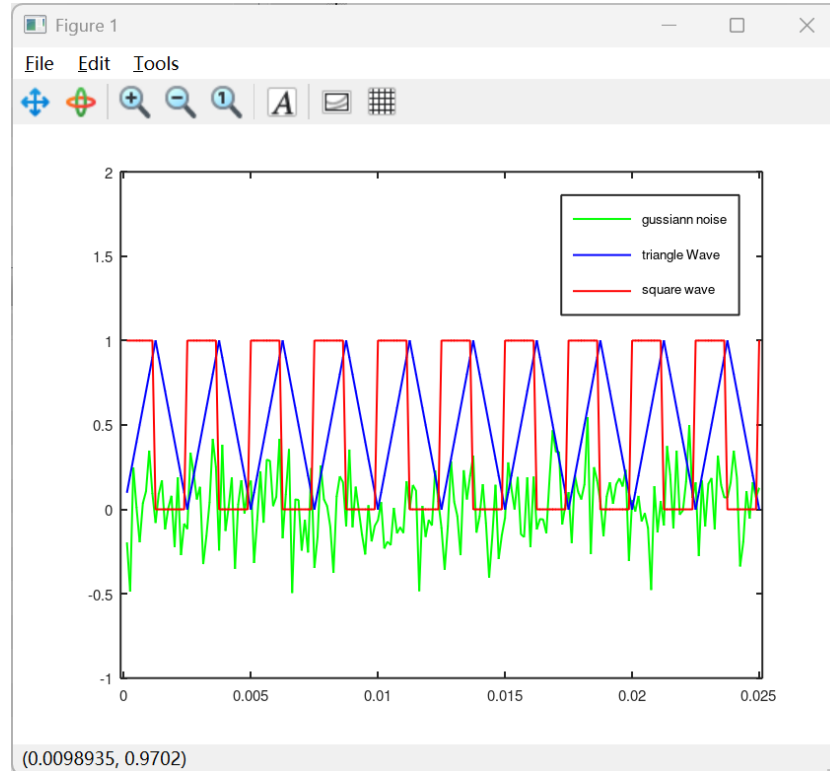 Figure 1
File Edit Tools
2
1.5
1
0.5
0
-0.5
-1
0 0.005 0.01 0.015 0.02 0.025
gussiann noise
triangle Wave
square wave
(0.0098935, 0.9702)